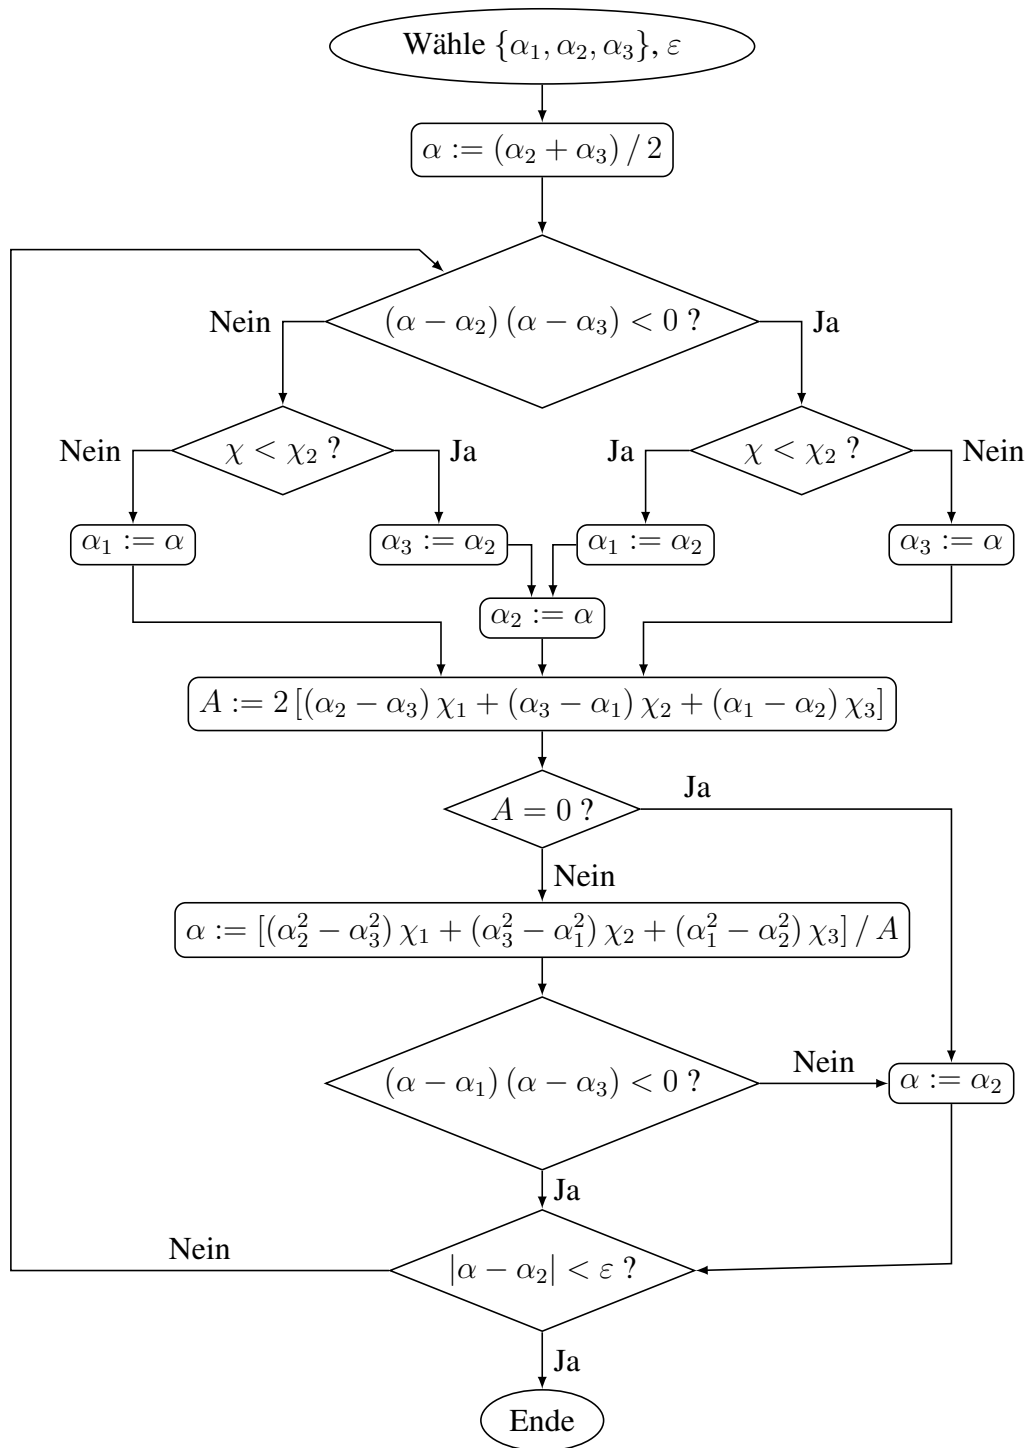 Wähle {α₁, α₂, α₃}, ε
α := (α₂ + α₃) / 2
(α − α₂) (α − α₃) < 0 ?
Nein
Ja
Nein
χ < χ₂ ?
Ja
Ja
χ < χ₂ ?
Nein
α₁ := α
α₃ := α₂
α₁ := α₂
α₃ := α
α₂ := α
A := 2 [(α₂ − α₃) χ₁ + (α₃ − α₁) χ₂ + (α₁ − α₂) χ₃]
A = 0 ?
Ja
Nein
α := [(α₂² − α₃²) χ₁ + (α₃² − α₁²) χ₂ + (α₁² − α₂²) χ₃] / A
(α − α₁) (α − α₃) < 0 ?
Nein
α := α₂
Ja
Nein
|α − α₂| < ε ?
Ja
Ende